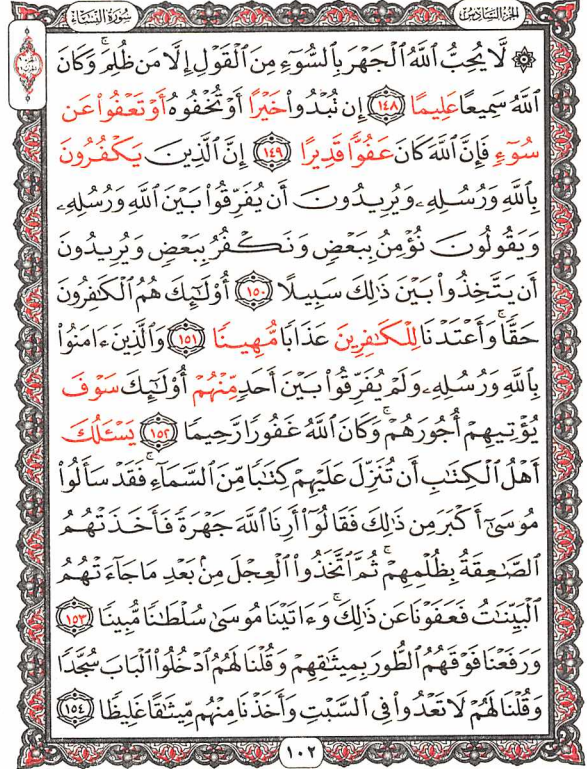 الجزء السادس
سورة النساء
۞ لَّا يُحِبُّ ٱللَّهُ ٱلْجَهْرَ بِٱلسُّوٓءِ مِنَ ٱلْقَوْلِ إِلَّا مَن ظُلِمَ ۚ وَكَانَ
ٱللَّهُ سَمِيعًا عَلِيمًا ١٤٨ إِن تُبْدُوا۟ خَيْرًا أَوْ تُخْفُوهُ أَوْ تَعْفُوا۟ عَن
سُوٓءٍ فَإِنَّ ٱللَّهَ كَانَ عَفُوًّا قَدِيرًا ١٤٩ إِنَّ ٱلَّذِينَ يَكْفُرُونَ
بِٱللَّهِ وَرُسُلِهِۦ وَيُرِيدُونَ أَن يُفَرِّقُوا۟ بَيْنَ ٱللَّهِ وَرُسُلِهِۦ
وَيَقُولُونَ نُؤْمِنُ بِبَعْضٍ وَنَكْفُرُ بِبَعْضٍ وَيُرِيدُونَ
أَن يَتَّخِذُوا۟ بَيْنَ ذَٰلِكَ سَبِيلًا ١٥٠ أُو۟لَٰٓئِكَ هُمُ ٱلْكَٰفِرُونَ
حَقًّا ۚ وَأَعْتَدْنَا لِلْكَٰفِرِينَ عَذَابًا مُّهِينًا ١٥١ وَٱلَّذِينَ ءَامَنُوا۟
بِٱللَّهِ وَرُسُلِهِۦ وَلَمْ يُفَرِّقُوا۟ بَيْنَ أَحَدٍ مِّنْهُمْ أُو۟لَٰٓئِكَ سَوْفَ
يُؤْتِيهِمْ أُجُورَهُمْ ۗ وَكَانَ ٱللَّهُ غَفُورًا رَّحِيمًا ١٥٢ يَسْـَٔلُكَ
أَهْلُ ٱلْكِتَٰبِ أَن تُنَزِّلَ عَلَيْهِمْ كِتَٰبًا مِّنَ ٱلسَّمَآءِ ۚ فَقَدْ سَأَلُوا۟
مُوسَىٰٓ أَكْبَرَ مِن ذَٰلِكَ فَقَالُوٓا۟ أَرِنَا ٱللَّهَ جَهْرَةً فَأَخَذَتْهُمُ
ٱلصَّٰعِقَةُ بِظُلْمِهِمْ ۚ ثُمَّ ٱتَّخَذُوا۟ ٱلْعِجْلَ مِنۢ بَعْدِ مَا جَآءَتْهُمُ
ٱلْبَيِّنَٰتُ فَعَفَوْنَا عَن ذَٰلِكَ ۚ وَءَاتَيْنَا مُوسَىٰ سُلْطَٰنًا مُّبِينًا ١٥٣
وَرَفَعْنَا فَوْقَهُمُ ٱلطُّورَ بِمِيثَٰقِهِمْ وَقُلْنَا لَهُمُ ٱدْخُلُوا۟ ٱلْبَابَ سُجَّدًا
وَقُلْنَا لَهُمْ لَا تَعْدُوا۟ فِى ٱلسَّبْتِ وَأَخَذْنَا مِنْهُم مِّيثَٰقًا غَلِيظًا ١٥٤
١٠٢